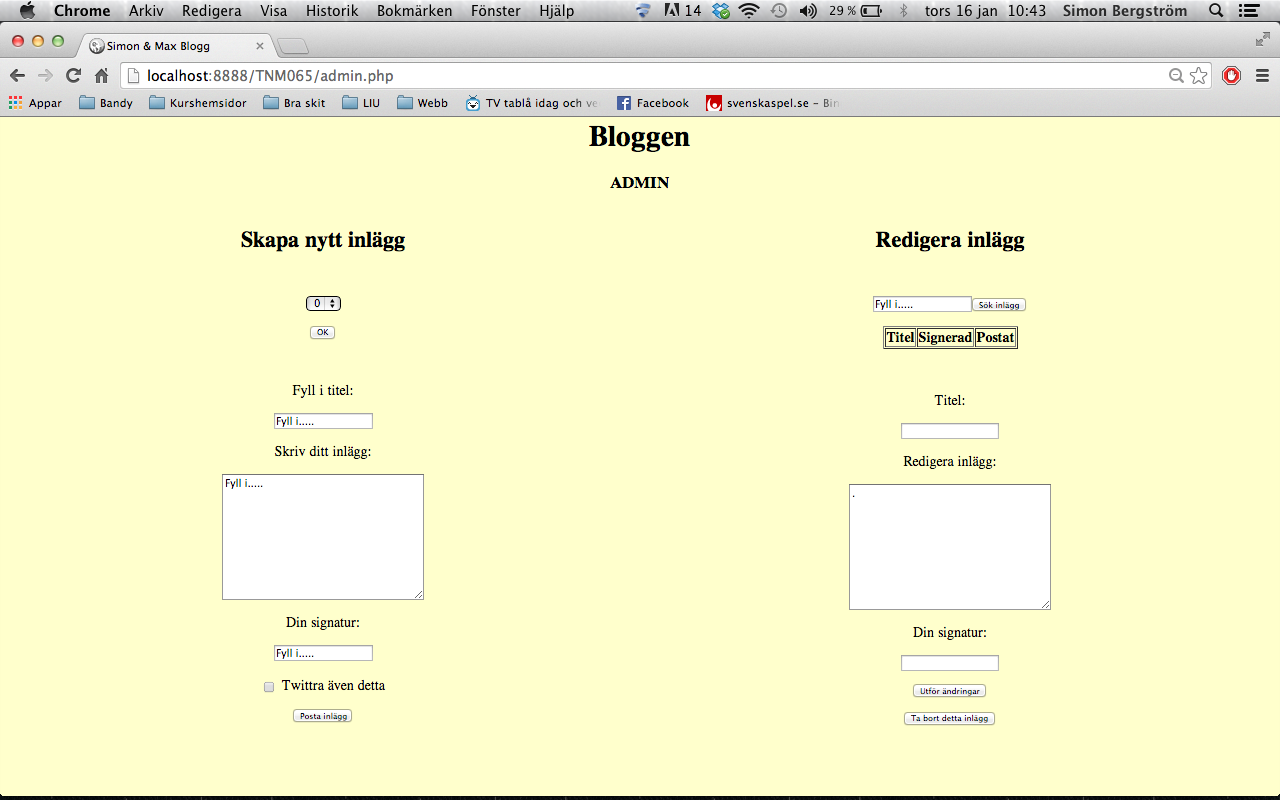 Chrome Arkiv Redigera Visa Historik Bokmärken Fönster Hjälp 14 29 % tors 16 jan 10:43 Simon Bergström
Simon & Max Blogg
localhost:8888/TNM065/admin.php
Appar Bandy Kurshemsidor Bra skit LIU Webb TV tablå idag och ve Facebook svenskaspel.se – Bin
Bloggen
ADMIN
Skapa nytt inlägg
0
OK
Fyll i titel:
Fyll i.....
Skriv ditt inlägg:
Fyll i.....
Din signatur:
Fyll i.....
Twittra även detta
Posta inlägg
Redigera inlägg
Fyll i..... Sök inlägg
Titel Signerad Postat
Titel:
Redigera inlägg:
.
Din signatur:
Utför ändringar
Ta bort detta inlägg